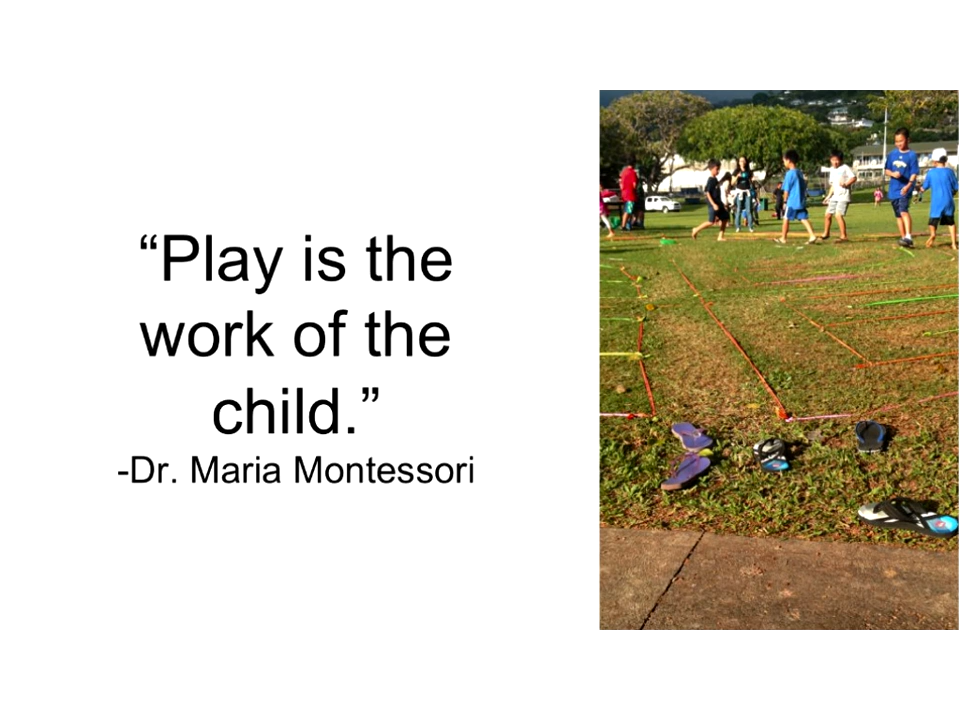 “Play is the
work of the
child.”
-Dr. Maria Montessori